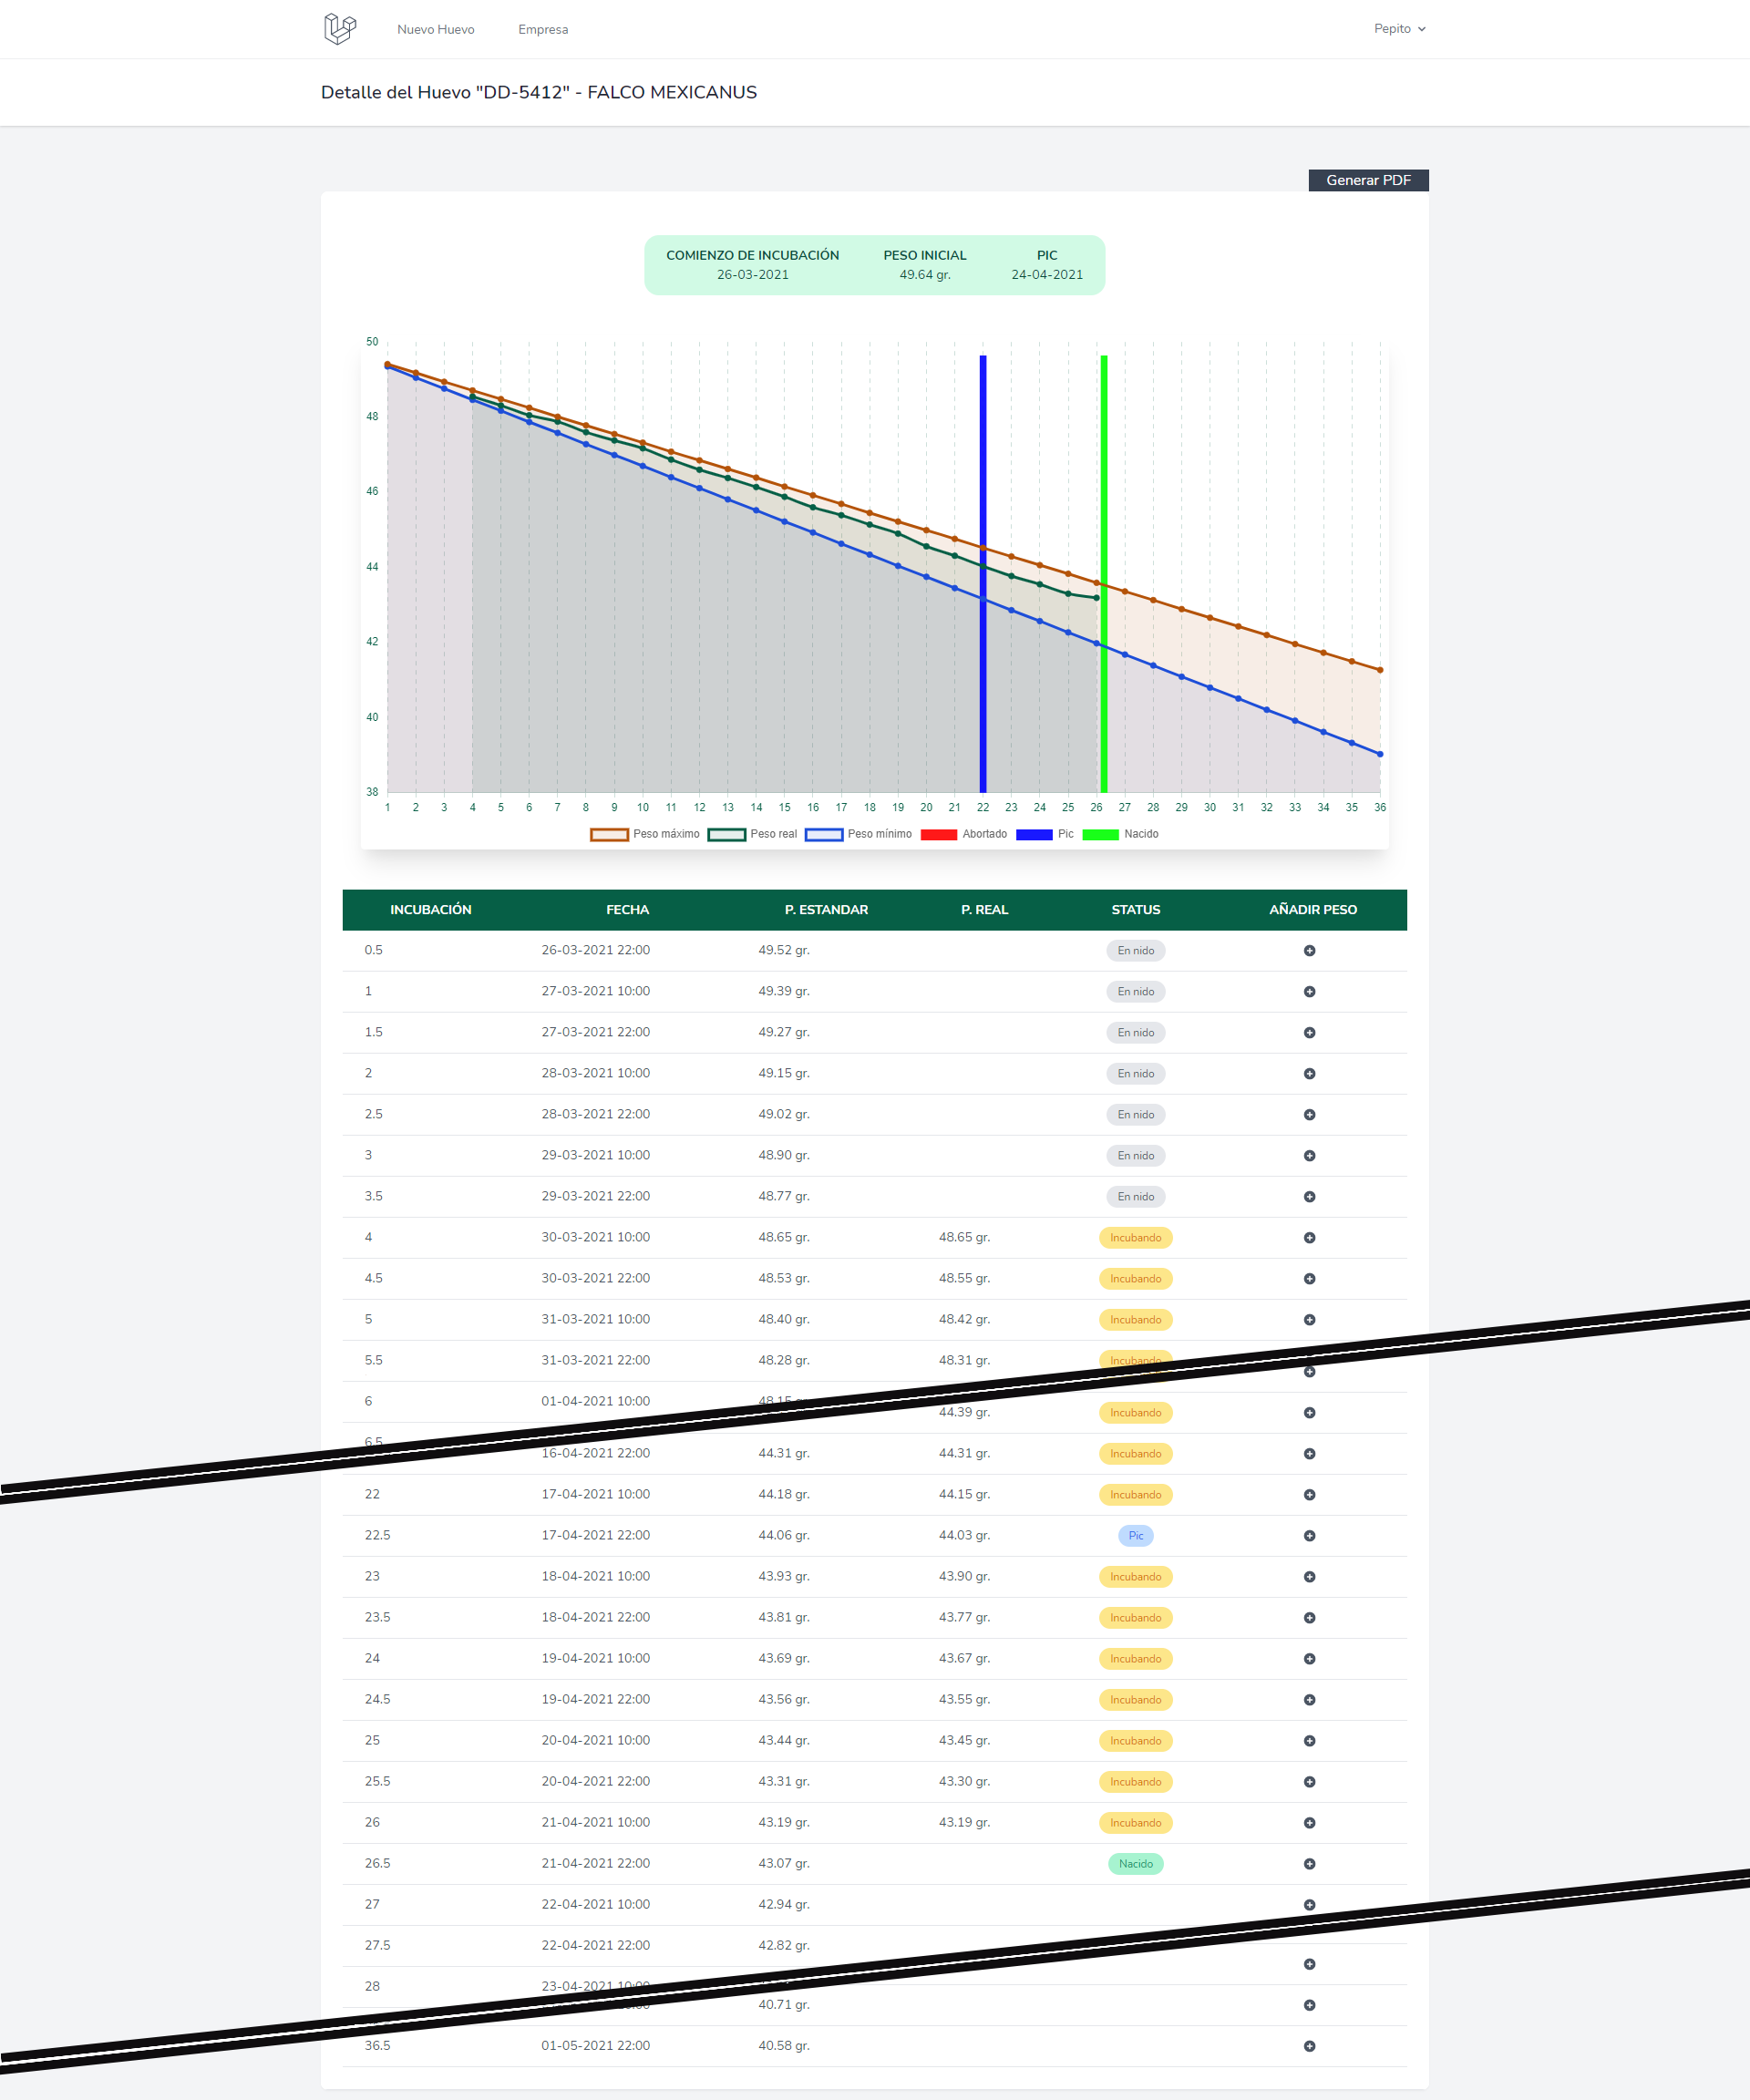 Nuevo Huevo Empresa Pepito
Detalle del Huevo "DD-5412" - FALCO MEXICANUS
Generar PDF
COMIENZO DE INCUBACIÓN PESO INICIAL PIC
26-03-2021 49.64 gr. 24-04-2021
50
48
46
44
42
40
38
1 2 3 4 5 6 7 8 9 10 11 12 13 14 15 16 17 18 19 20 21 22 23 24 25 26 27 28 29 30 31 32 33 34 35 36
Peso máximo Peso real Peso mínimo Abortado Pic Nacido
INCUBACIÓN FECHA P. ESTANDAR P. REAL STATUS AÑADIR PESO
0.5 26-03-2021 22:00 49.52 gr. En nido
1 27-03-2021 10:00 49.39 gr. En nido
1.5 27-03-2021 22:00 49.27 gr. En nido
2 28-03-2021 10:00 49.15 gr. En nido
2.5 28-03-2021 22:00 49.02 gr. En nido
3 29-03-2021 10:00 48.90 gr. En nido
3.5 29-03-2021 22:00 48.77 gr. En nido
4 30-03-2021 10:00 48.65 gr. 48.65 gr. Incubando
4.5 30-03-2021 22:00 48.53 gr. 48.55 gr. Incubando
5 31-03-2021 10:00 48.40 gr. 48.42 gr. Incubando
5.5 31-03-2021 22:00 48.28 gr. 48.31 gr. Incubando
6 01-04-2021 10:00 48.15
44.39 gr. Incubando
6.5
16-04-2021 22:00 44.31 gr. 44.31 gr. Incubando
22 17-04-2021 10:00 44.18 gr. 44.15 gr. Incubando
22.5 17-04-2021 22:00 44.06 gr. 44.03 gr. Pic
23 18-04-2021 10:00 43.93 gr. 43.90 gr. Incubando
23.5 18-04-2021 22:00 43.81 gr. 43.77 gr. Incubando
24 19-04-2021 10:00 43.69 gr. 43.67 gr. Incubando
24.5 19-04-2021 22:00 43.56 gr. 43.55 gr. Incubando
25 20-04-2021 10:00 43.44 gr. 43.45 gr. Incubando
25.5 20-04-2021 22:00 43.31 gr. 43.30 gr. Incubando
26 21-04-2021 10:00 43.19 gr. 43.19 gr. Incubando
26.5 21-04-2021 22:00 43.07 gr. Nacido
27 22-04-2021 10:00 42.94 gr.
27.5 22-04-2021 22:00 42.82 gr.
28 23-04-2021 10:00
40.71 gr.
36.5 01-05-2021 22:00 40.58 gr.